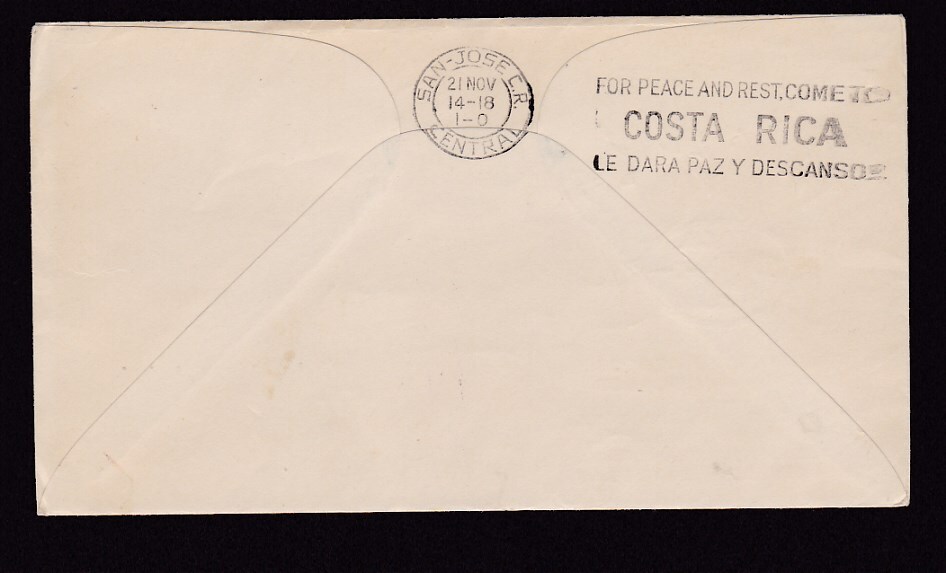 SAN-JOSE C.R.
21 NOV
14-18
1-0
CENTRAL
FOR PEACE AND REST, COME TO
COSTA RICA
LE DARA PAZ Y DESCANSO